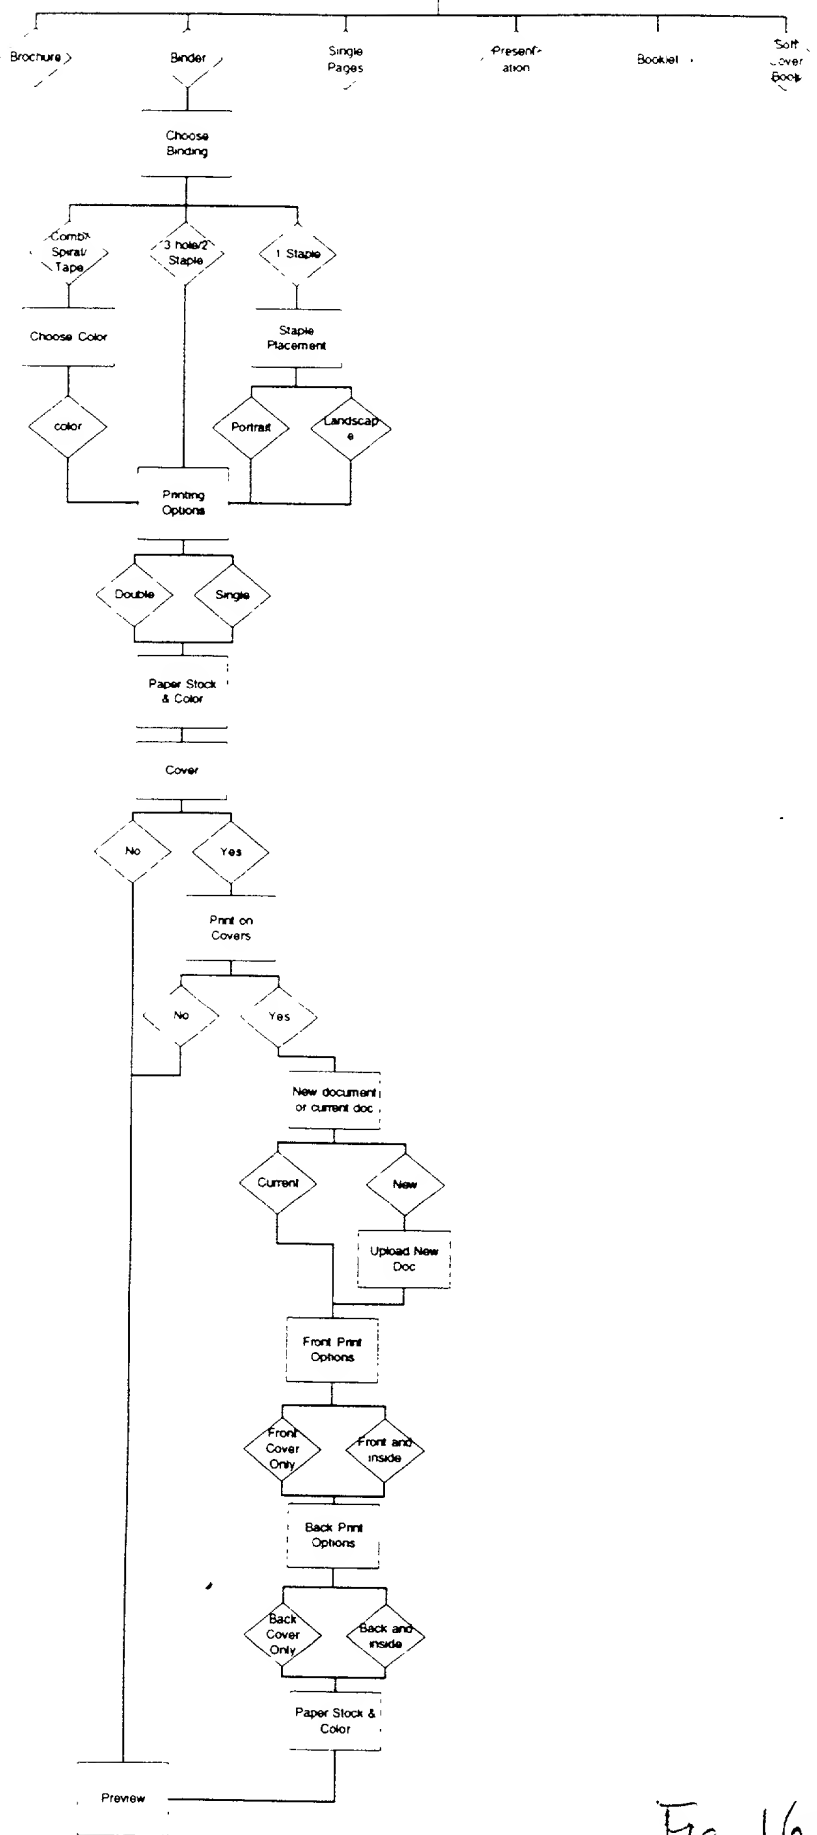 Brochure
Binder
Single
Pages
Present-
ation
Booklet
Soft
Cover
Book
Choose
Binding
Comb/
Spiral/
Tape
3 hole/2
Staple
1 Staple
Choose Color
Staple
Placement
color
Portrait
Landscap
e
Printing
Options
Double
Single
Paper Stock
& Color
Cover
No
Yes
Print on
Covers
No
Yes
New document
or current doc
Current
New
Upload New
Doc
Front Print
Options
Front
Cover
Only
Front and
inside
Back Print
Options
Back
Cover
Only
Back and
inside
Paper Stock &
Color
Preview
Fig. 16